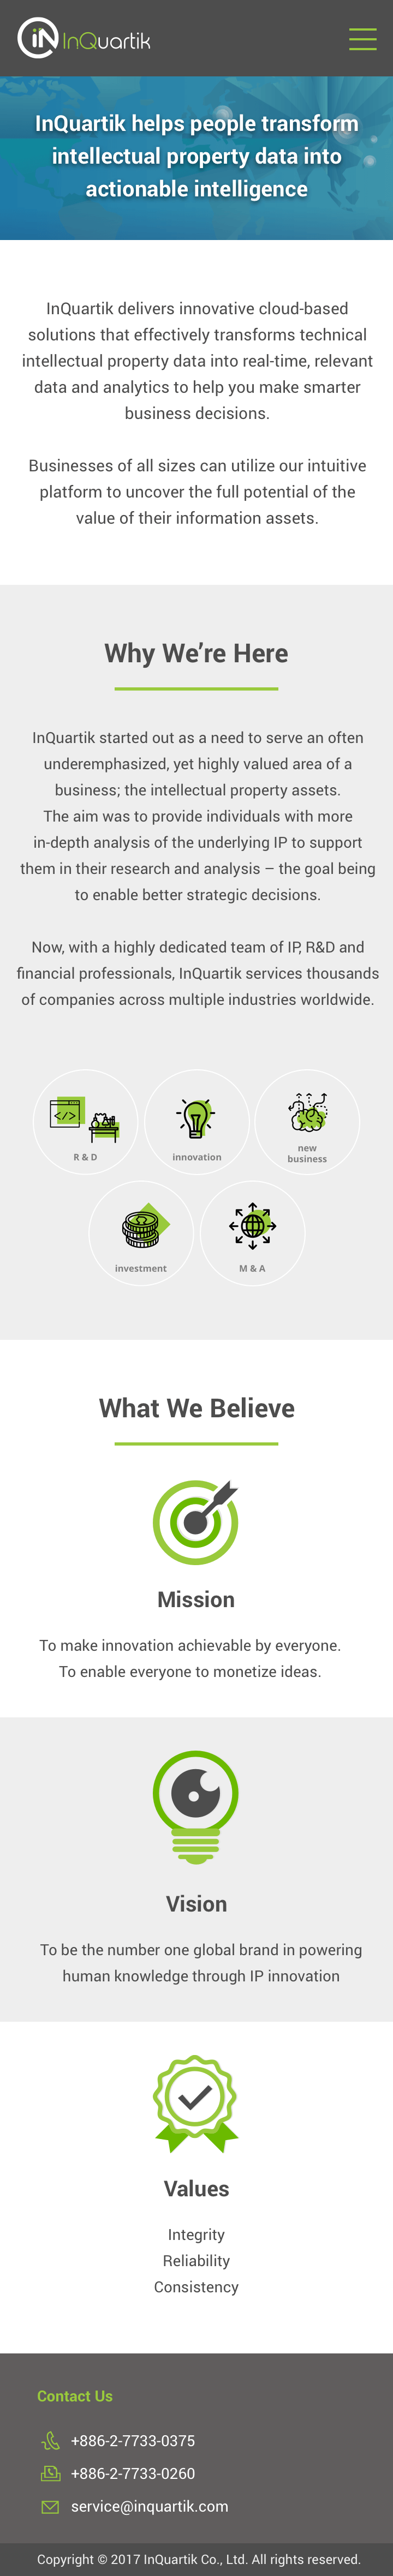 iN InQuartik
InQuartik helps people transform
intellectual property data into
actionable intelligence
InQuartik delivers innovative cloud-based
solutions that effectively transforms technical
intellectual property data into real-time, relevant
data and analytics to help you make smarter
business decisions.
Businesses of all sizes can utilize our intuitive
platform to uncover the full potential of the
value of their information assets.
Why We’re Here
InQuartik started out as a need to serve an often
underemphasized, yet highly valued area of a
business; the intellectual property assets.
The aim was to provide individuals with more
in-depth analysis of the underlying IP to support
them in their research and analysis – the goal being
to enable better strategic decisions.
Now, with a highly dedicated team of IP, R&D and
financial professionals, InQuartik services thousands
of companies across multiple industries worldwide.
</>
R & D
innovation
new
business
investment
M & A
What We Believe
Mission
To make innovation achievable by everyone.
To enable everyone to monetize ideas.
Vision
To be the number one global brand in powering
human knowledge through IP innovation
Values
Integrity
Reliability
Consistency
Contact Us
+886-2-7733-0375
+886-2-7733-0260
service@inquartik.com
Copyright © 2017 InQuartik Co., Ltd. All rights reserved.